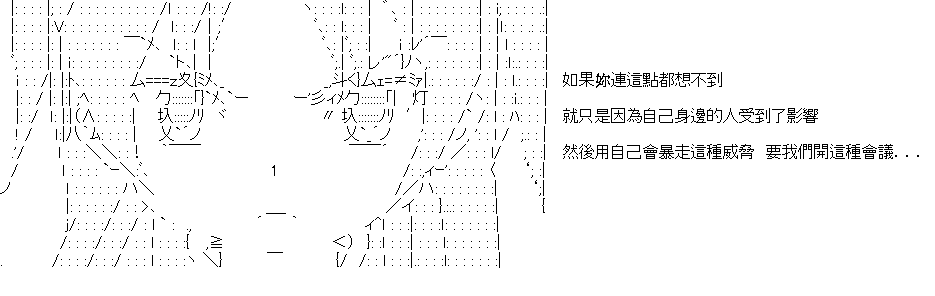 如果妳連這點都想不到
就只是因為自己身邊的人受到了影響
然後用自己會暴走這種威脅 要我們開這種會議...